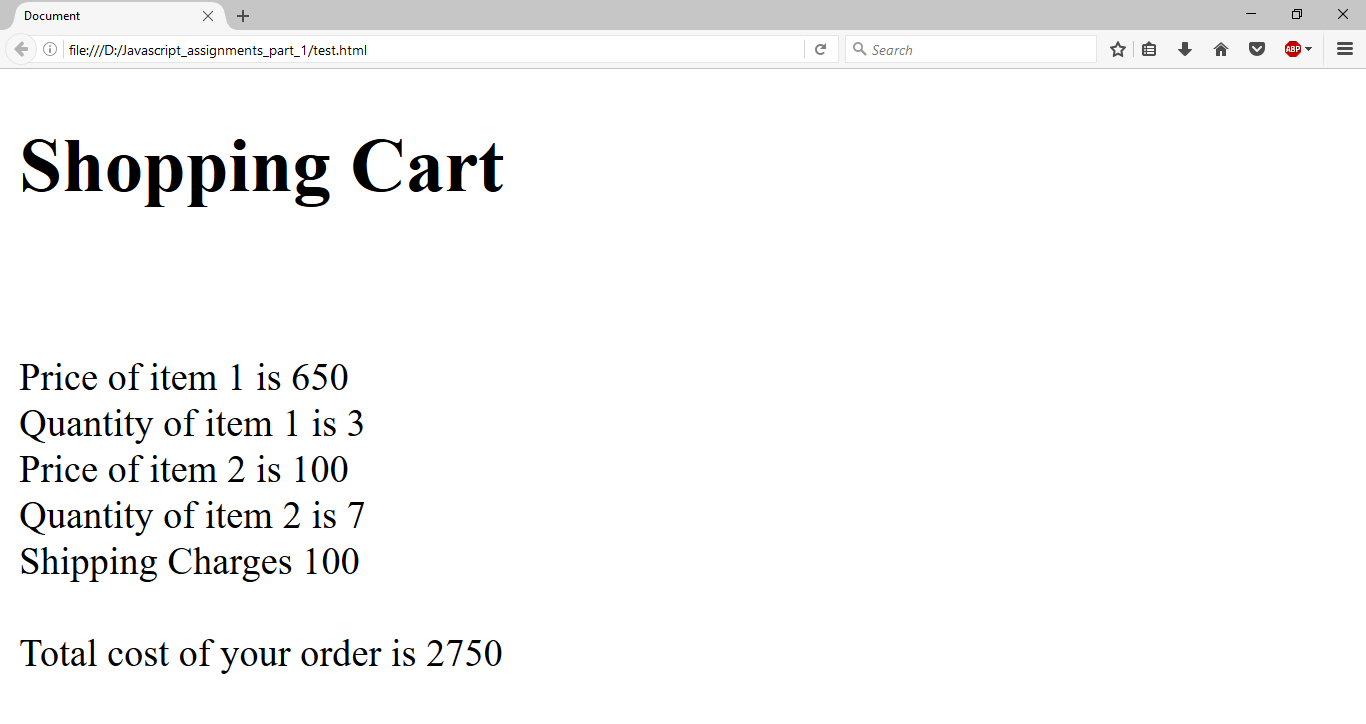 Document
file:///D:/Javascript_assignments_part_1/test.html
Search
ABP
Shopping Cart
Price of item 1 is 650
Quantity of item 1 is 3
Price of item 2 is 100
Quantity of item 2 is 7
Shipping Charges 100
Total cost of your order is 2750